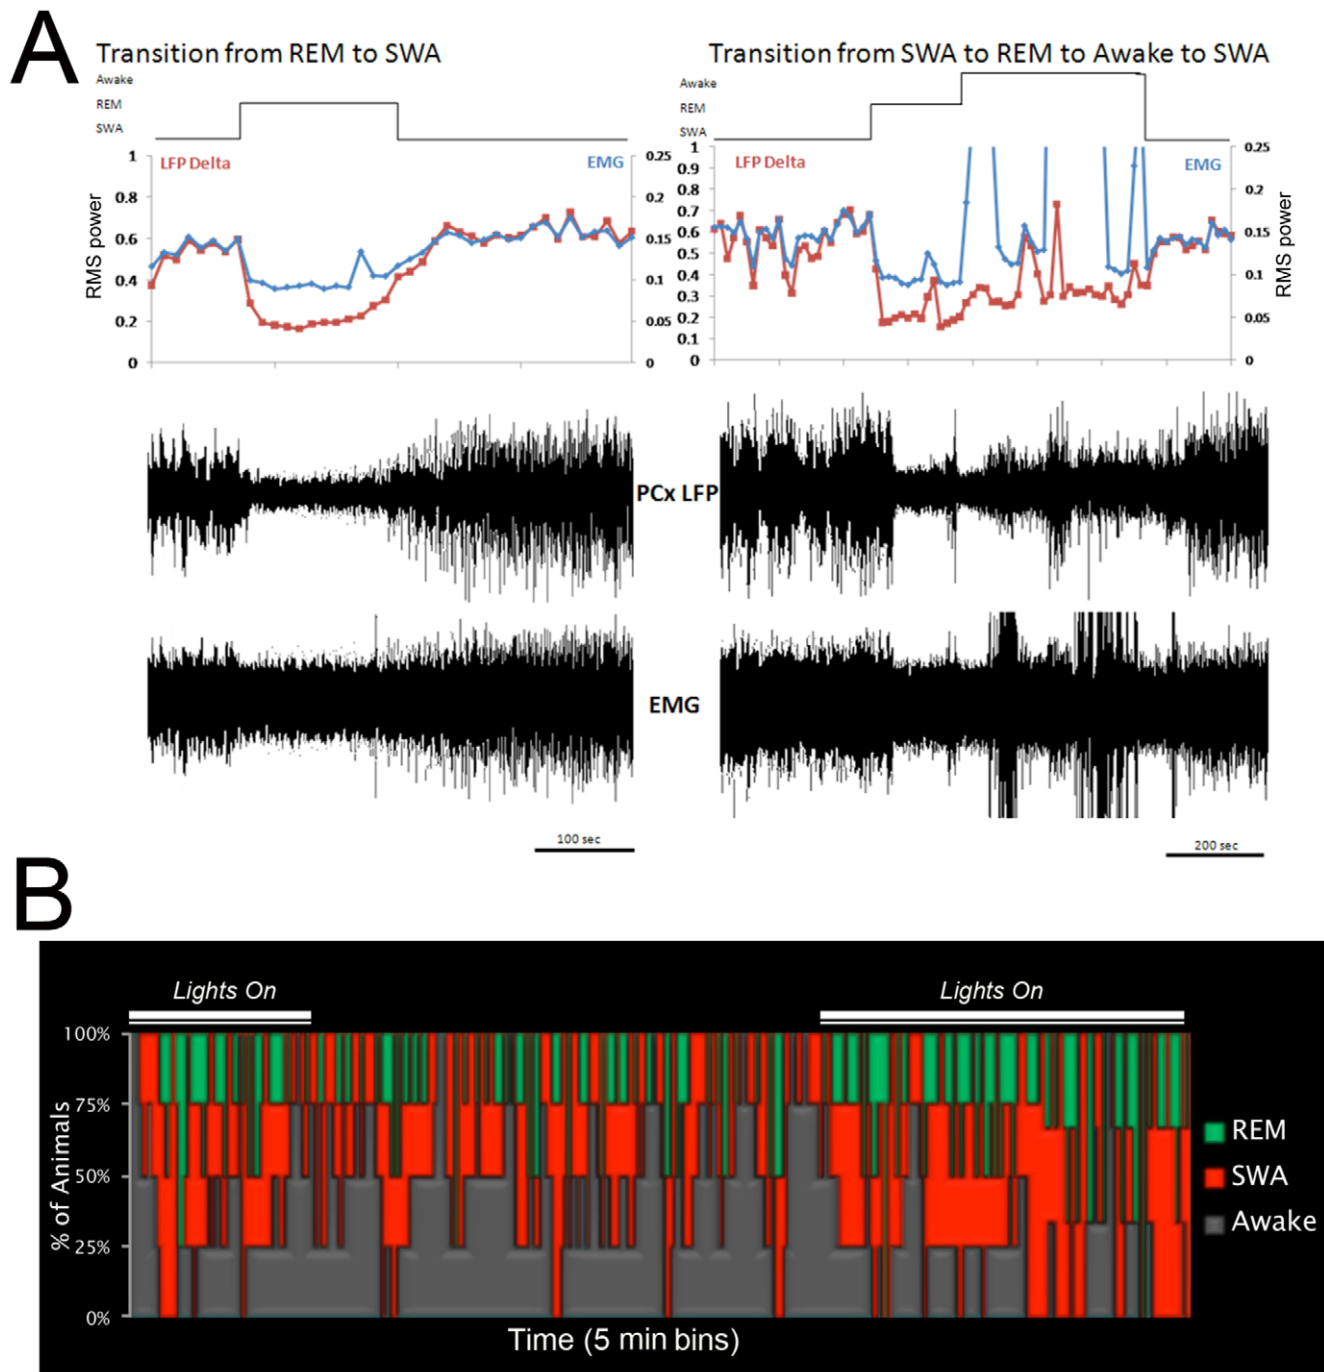 A
Transition from REM to SWA
Awake
REM
SWA
1
0.8
0.6
0.4
0.2
0
RMS power
LFP Delta
EMG
0.25
0.2
0.15
0.1
0.05
0
Transition from SWA to REM to Awake to SWA
Awake
REM
SWA
1
0.9
0.8
0.7
0.6
0.5
0.4
0.3
0.2
0.1
0
LFP Delta
EMG
0.25
0.2
0.15
0.1
0.05
0
RMS power
PCx LFP
EMG
100 sec
200 sec
B
Lights On
Lights On
100%
75%
50%
25%
0%
% of Animals
REM
SWA
Awake
Time (5 min bins)